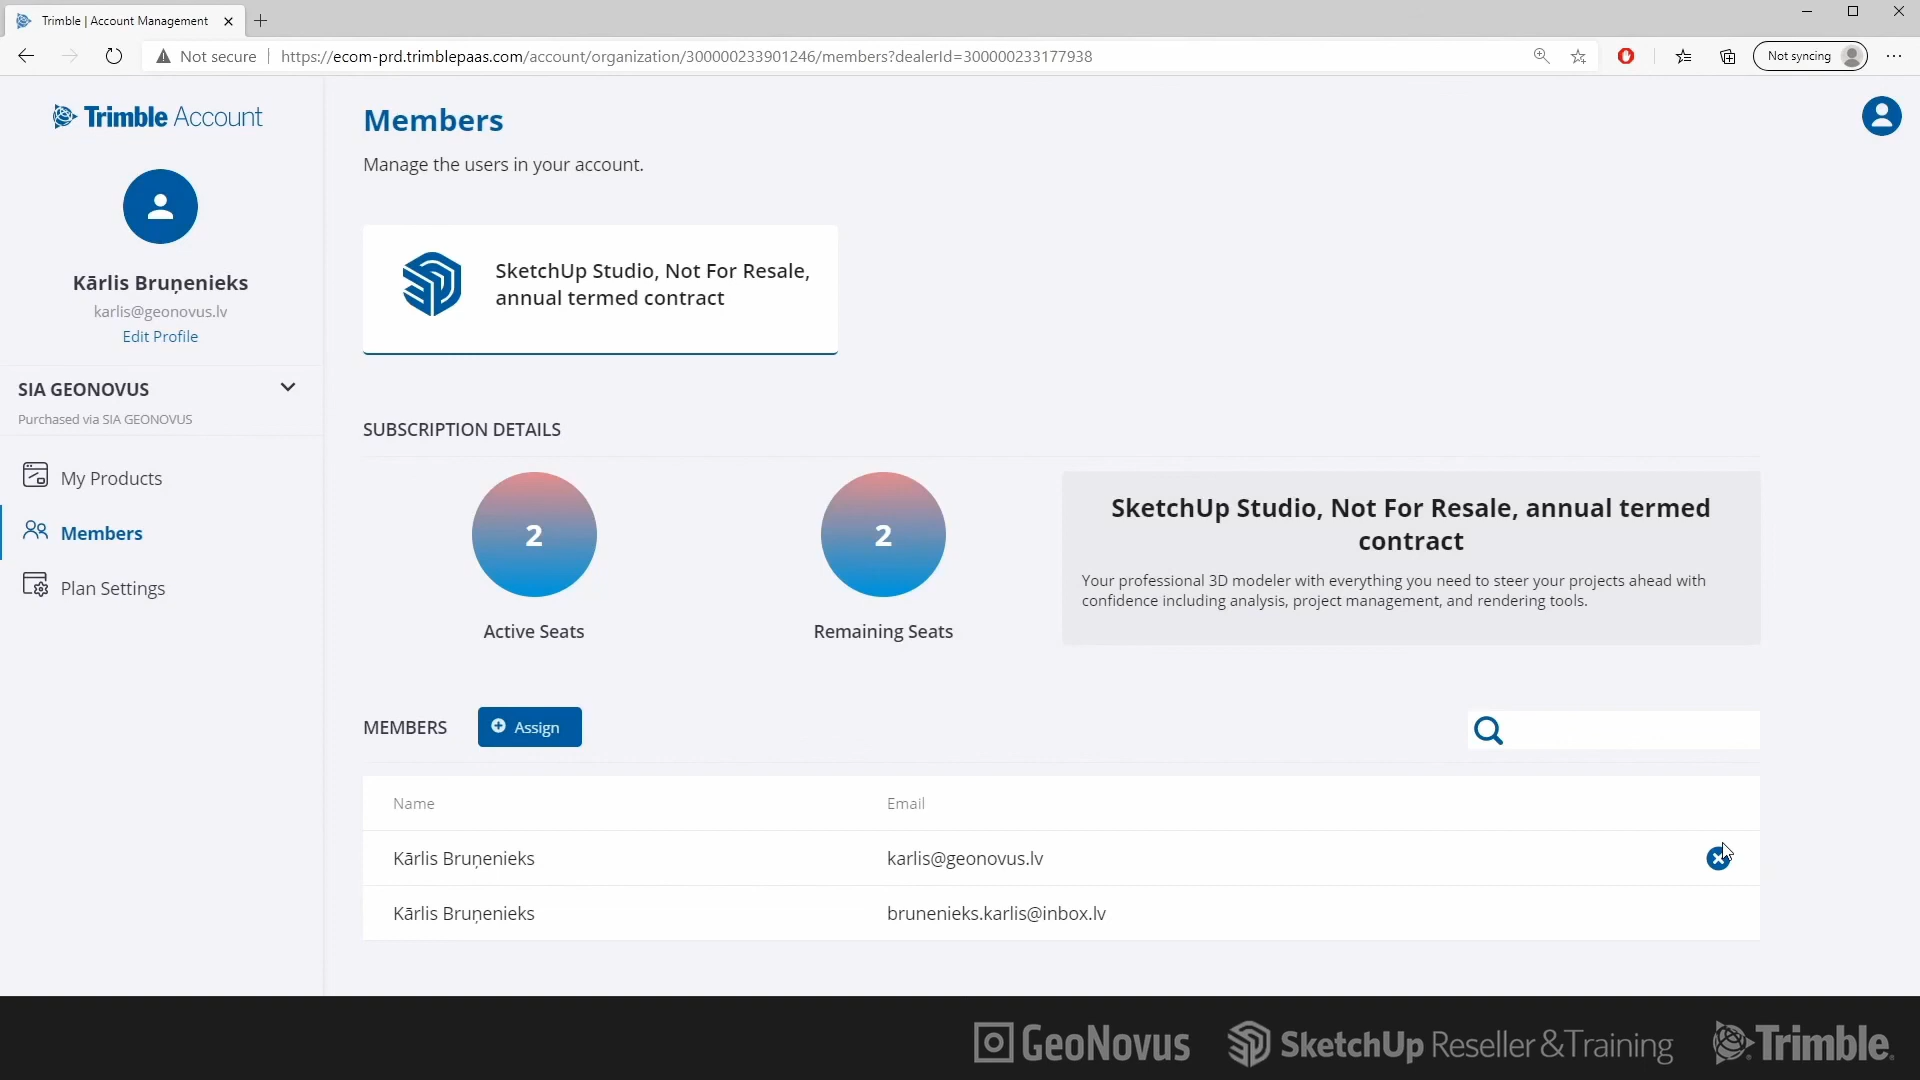 Trimble | Account Management
Not secure
https://ecom-prd.trimblepaas.com/account/organization/300000233901246/members?dealerId=300000233177938
Not syncing
Trimble Account
Kārlis Bruņenieks
karlis@geonovus.lv
Edit Profile
SIA GEONOVUS
Purchased via SIA GEONOVUS
My Products
Members
Plan Settings
Members
Manage the users in your account.
SketchUp Studio, Not For Resale,
annual termed contract
SUBSCRIPTION DETAILS
2
Active Seats
2
Remaining Seats
SketchUp Studio, Not For Resale, annual termed
contract
Your professional 3D modeler with everything you need to steer your projects ahead with
confidence including analysis, project management, and rendering tools.
MEMBERS
Assign
Name Email
Kārlis Bruņenieks karlis@geonovus.lv
Kārlis Bruņenieks brunenieks.karlis@inbox.lv
GeoNovus
SketchUp Reseller & Training
Trimble.